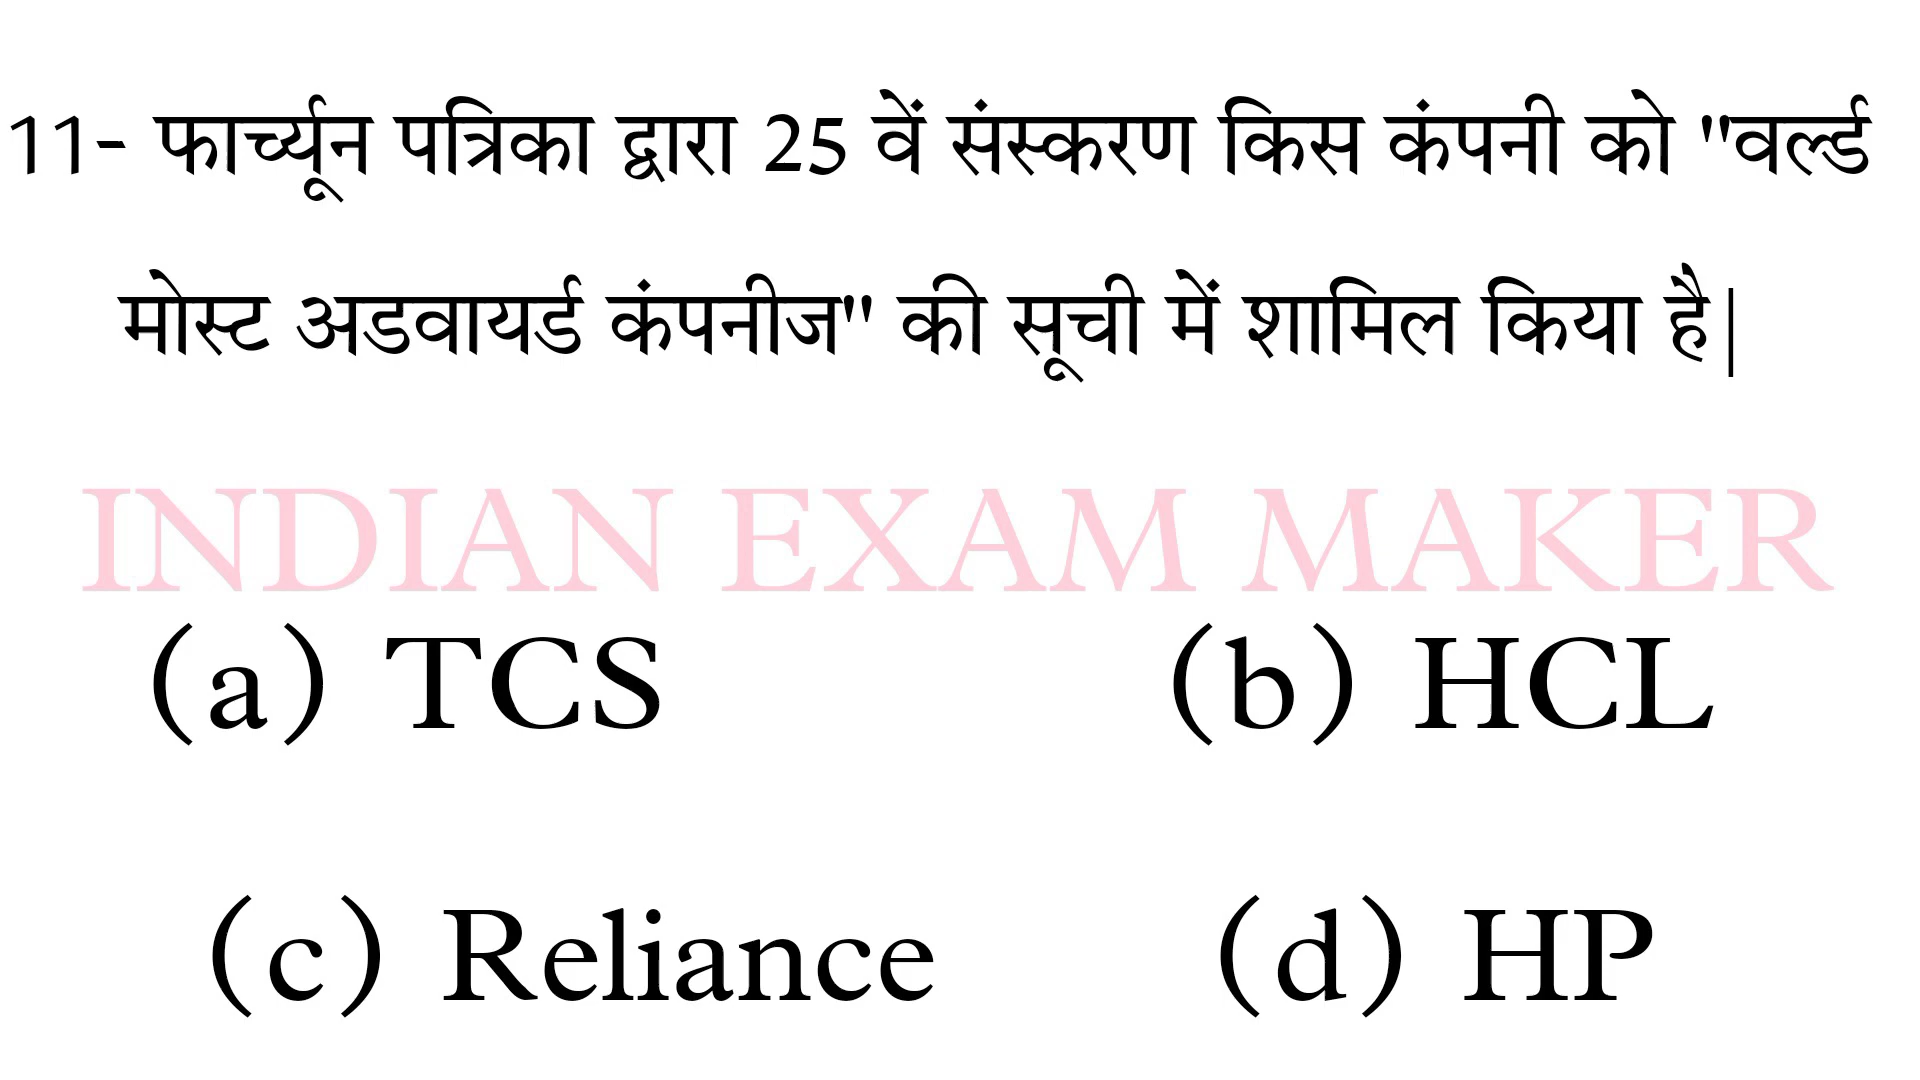 11- फार्च्यून पत्रिका द्वारा 25 वें संस्करण किस कंपनी को "वर्ल्ड
मोस्ट अडवायर्ड कंपनीज" की सूची में शामिल किया है|
INDIAN EXAM MAKER
(a) TCS (b) HCL
(c) Reliance (d) HP